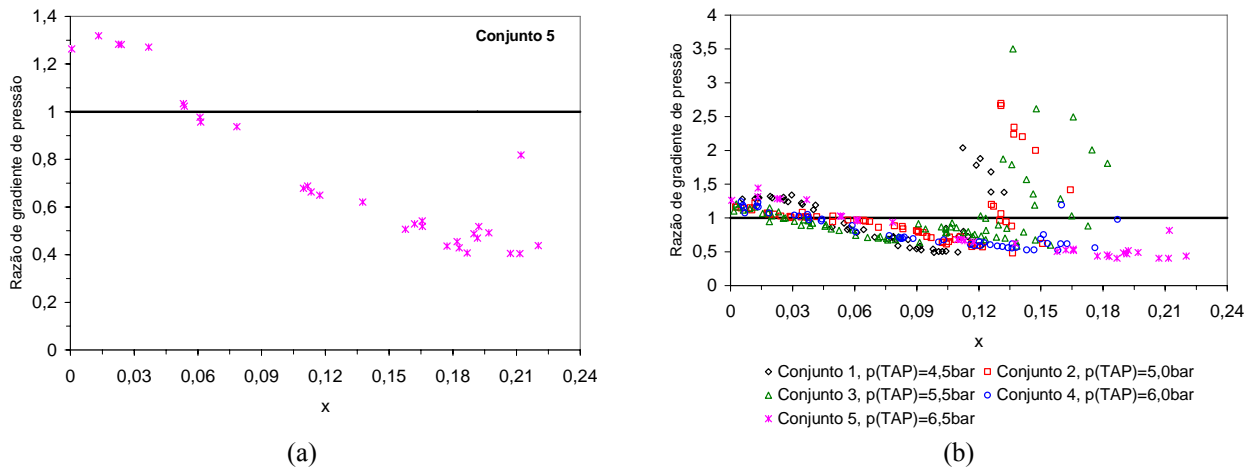 1,4
1,2
1
0,8
0,6
0,4
0,2
0
Razão de gradiente de pressão
Conjunto 5
0 0,03 0,06 0,09 0,12 0,15 0,18 0,21 0,24
x
(a)
4
3,5
3
2,5
2
1,5
1
0,5
0
Razão de gradiente de pressão
0 0,03 0,06 0,09 0,12 0,15 0,18 0,21 0,24
x
Conjunto 1, p(TAP)=4,5bar Conjunto 2, p(TAP)=5,0bar
Conjunto 3, p(TAP)=5,5bar Conjunto 4, p(TAP)=6,0bar
Conjunto 5, p(TAP)=6,5bar
(b)